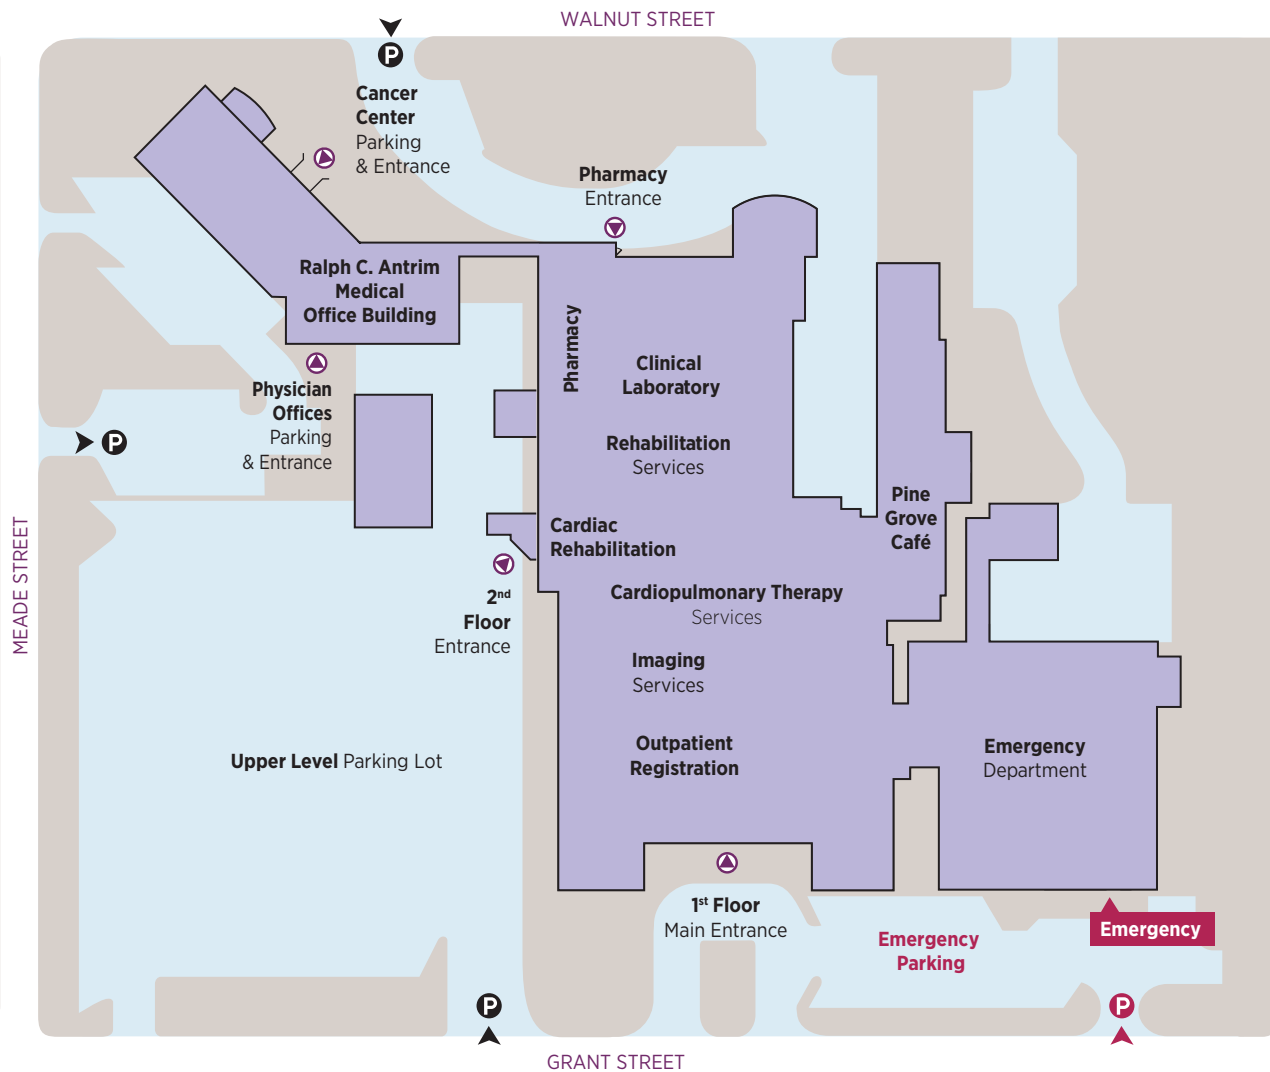 WALNUT STREET
P
Cancer
Center
Parking
& Entrance
Pharmacy
Entrance
Ralph C. Antrim
Medical
Office Building
Pharmacy
Clinical
Laboratory
Physician
Offices
Parking
& Entrance
P
Rehabilitation
Services
Pine
Grove
Café
Cardiac
Rehabilitation
MEADE STREET
2nd
Floor
Entrance
Cardiopulmonary Therapy
Services
Imaging
Services
Outpatient
Registration
Emergency
Department
Upper Level Parking Lot
1st Floor
Main Entrance
Emergency
Parking
Emergency
P
P
GRANT STREET